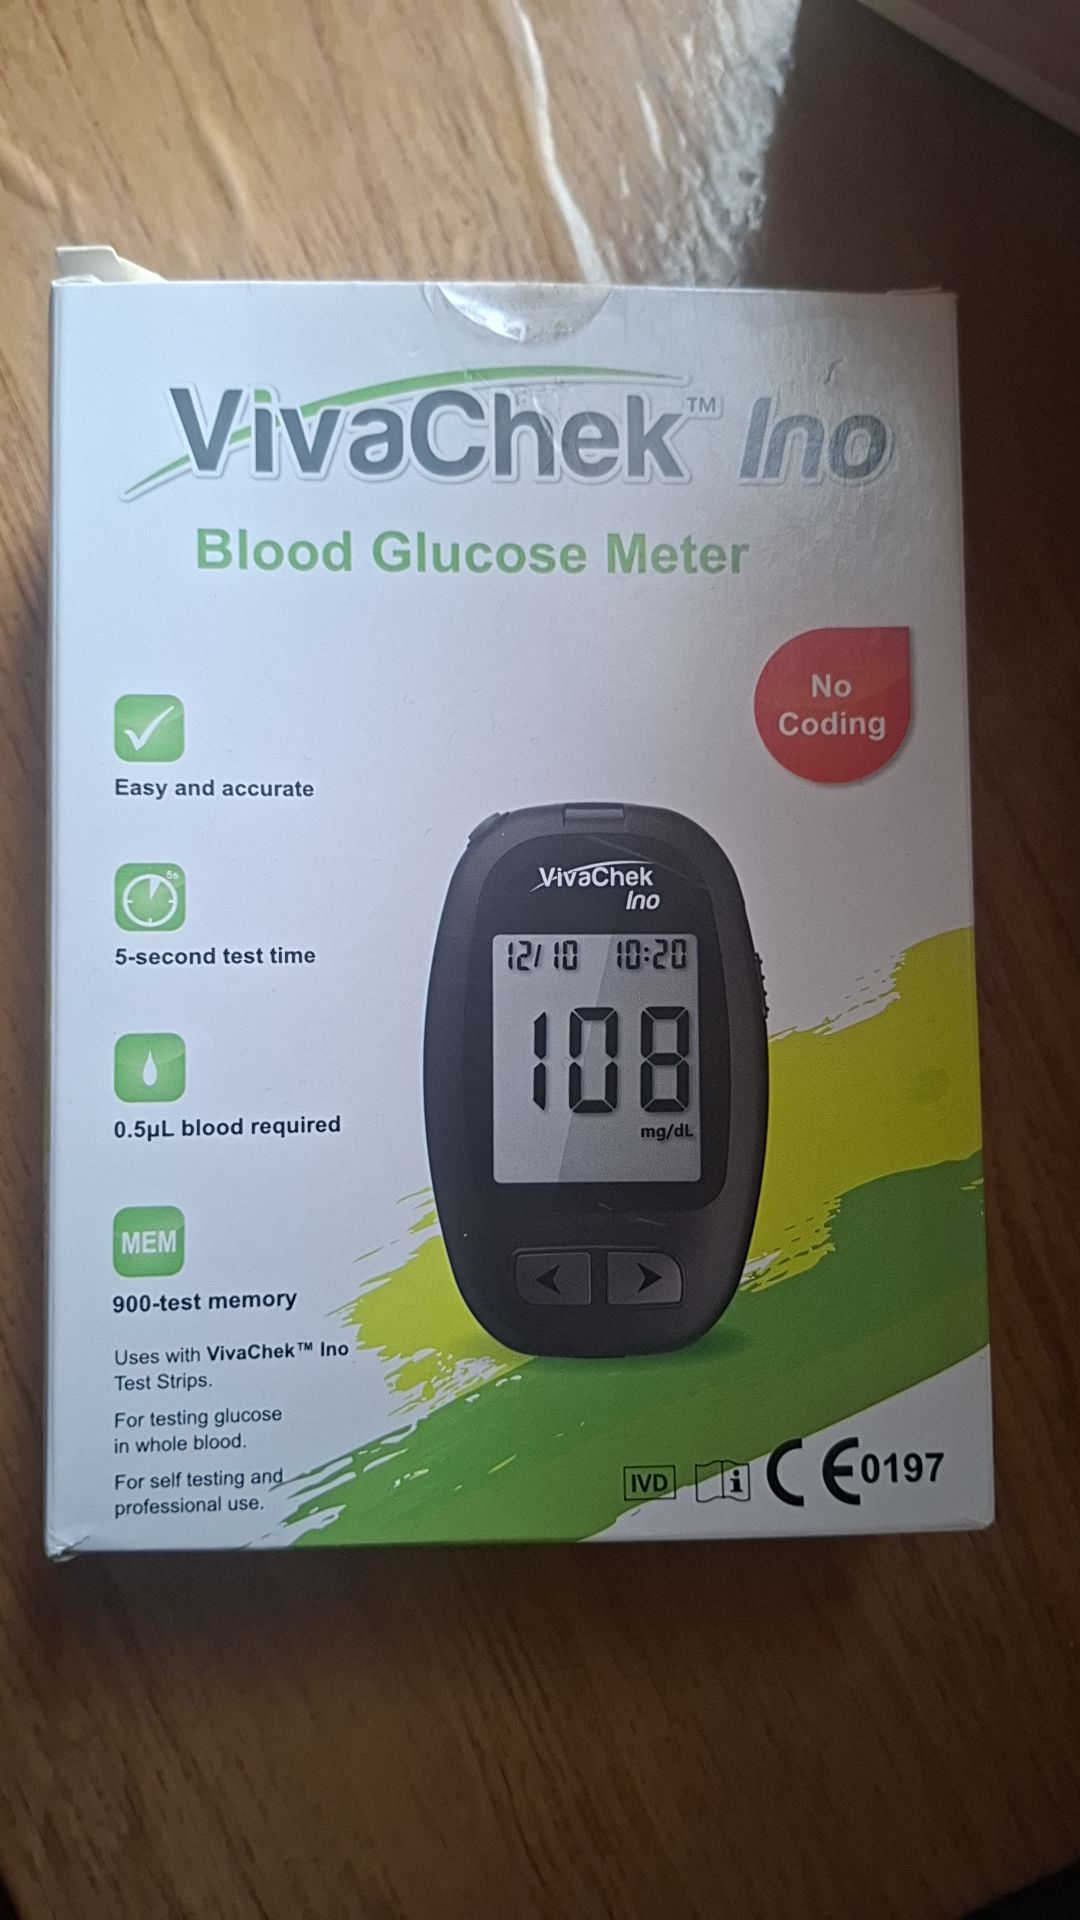 VivaChek™ Ino
Blood Glucose Meter
No
Coding
Easy and accurate
5s
5-second test time
0.5µL blood required
MEM
900-test memory
Uses with VivaChek™ Ino
Test Strips.
For testing glucose
in whole blood.
For self testing and
professional use.
VivaChek
Ino
12/10 10:20
108
mg/dL
IVD i CE0197